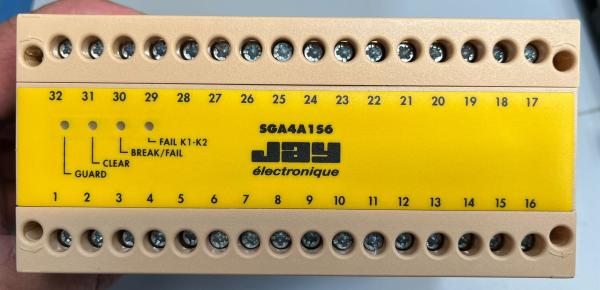 32 31 30 29 28 27 26 25 24 23 22 21 20 19 18 17
SGA4A1S6
FAIL K1-K2
JAY
BREAK/FAIL
CLEAR
électronique
GUARD
1 2 3 4 5 6 7 8 9 10 11 12 13 14 15 16